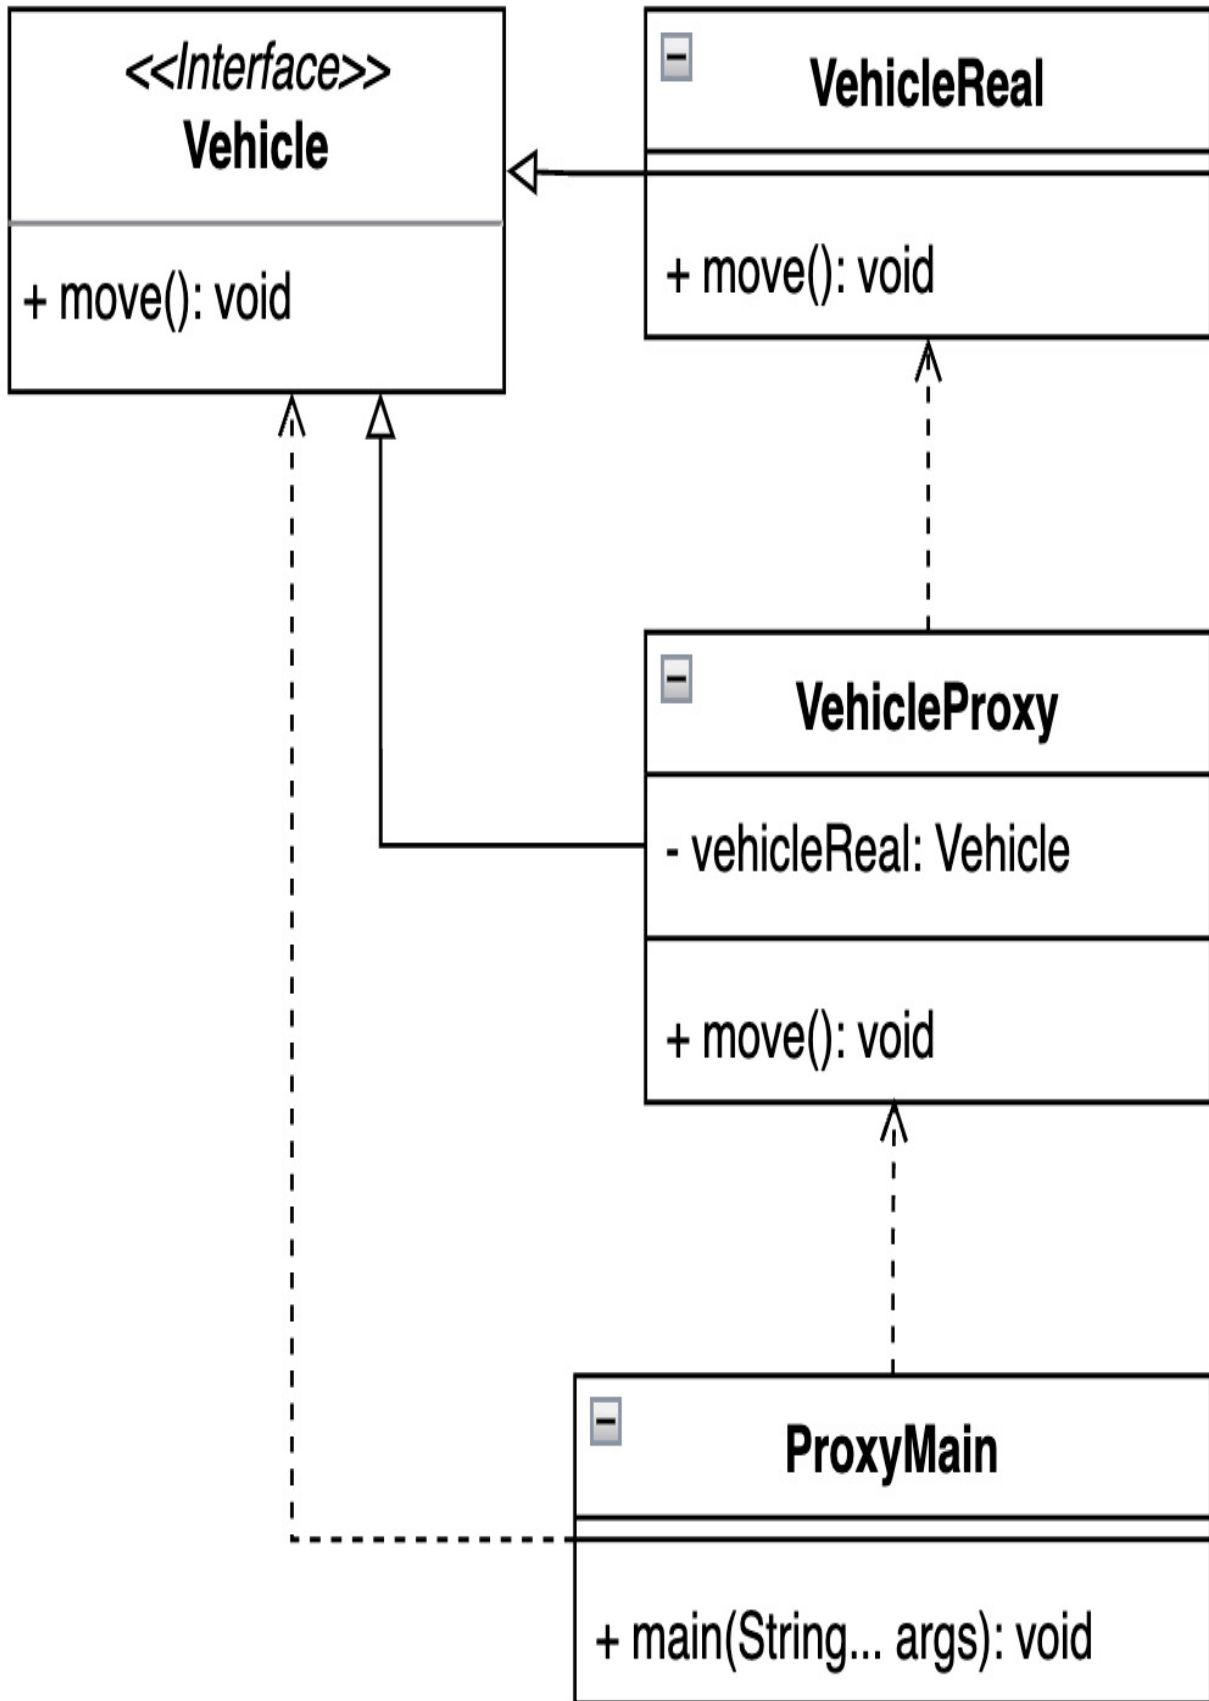 <<Interface>>
Vehicle
+ move(): void
VehicleReal
+ move(): void
VehicleProxy
- vehicleReal: Vehicle
+ move(): void
ProxyMain
+ main(String... args): void